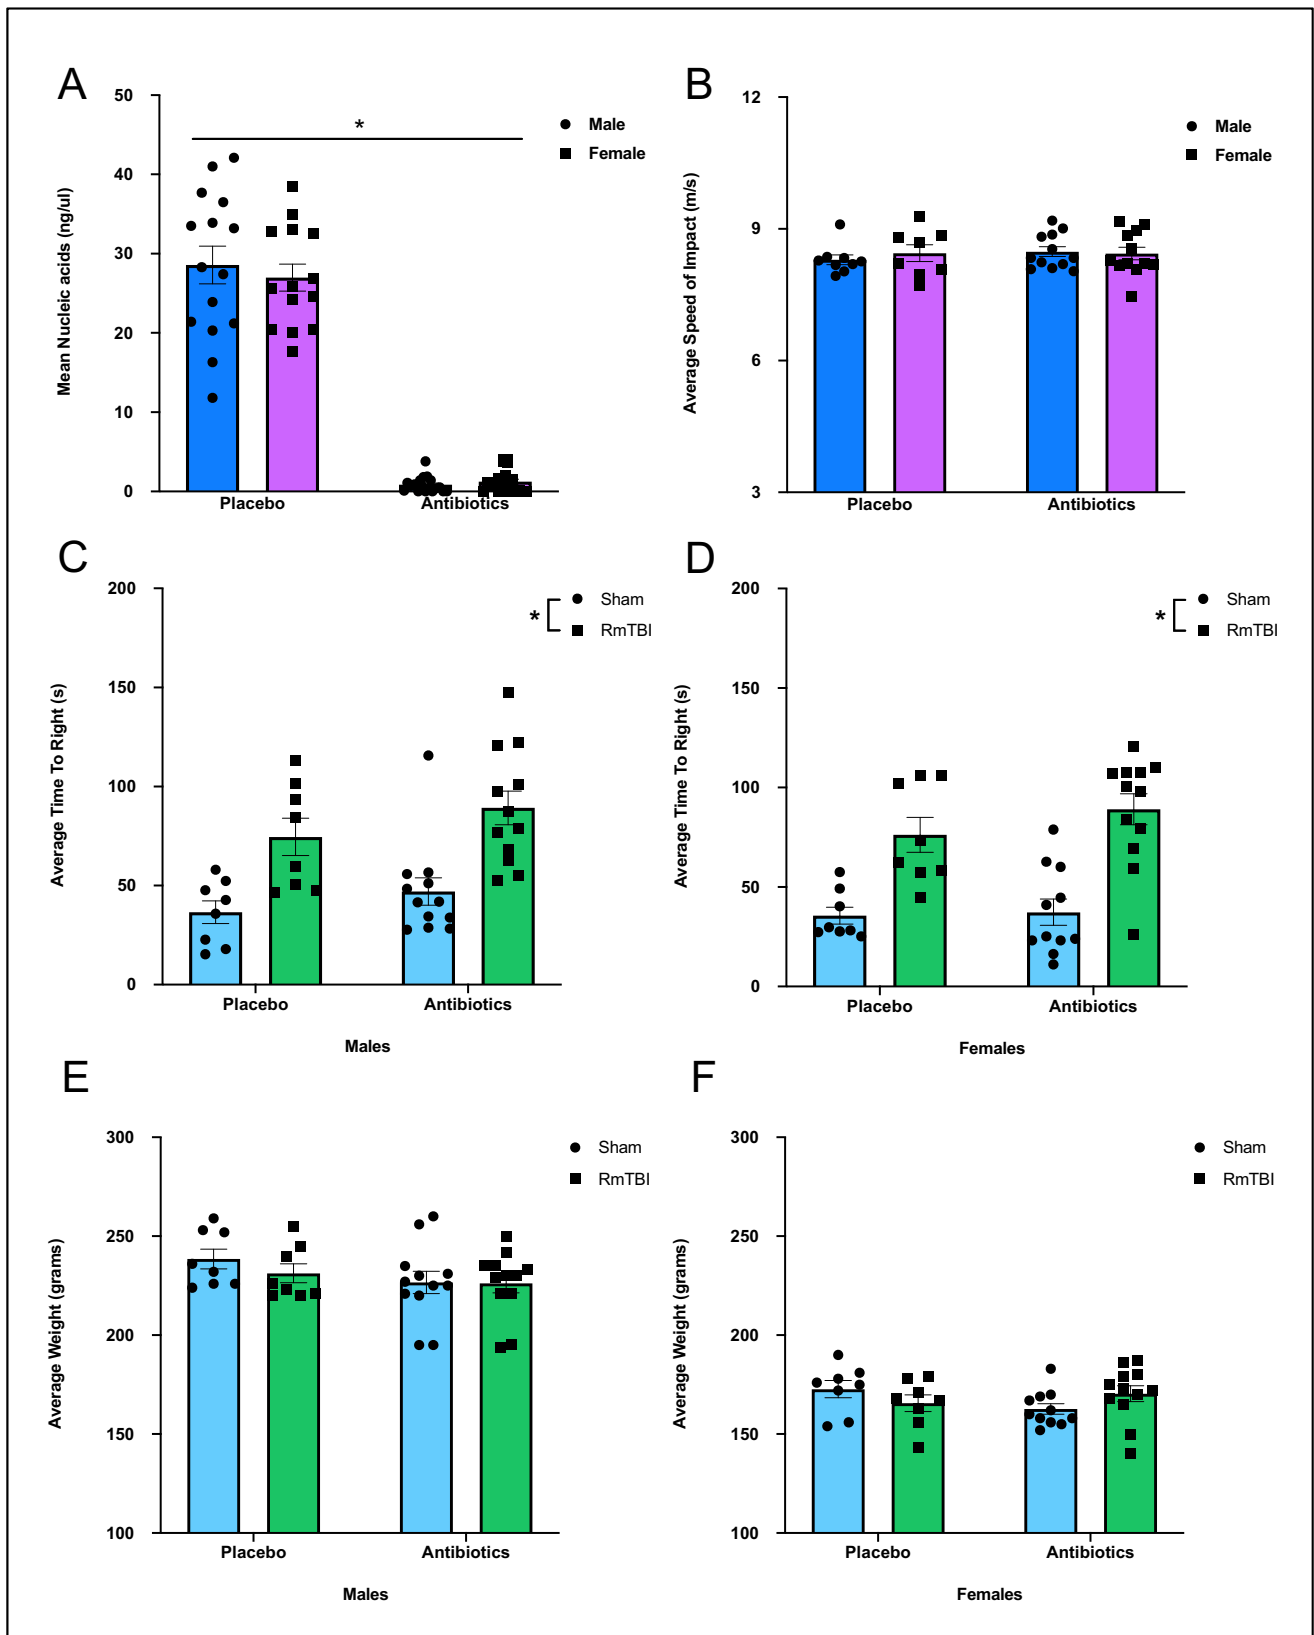 A
50
40
30
20
10
0
Mean Nucleic acids (ng/ul)
*
Male
Female
Placebo
Antibiotics
B
12
9
6
3
Average Speed of Impact (m/s)
Male
Female
Placebo
Antibiotics
C
200
150
100
50
0
Average Time To Right (s)
*
Sham
RmTBI
Placebo
Antibiotics
Males
D
200
150
100
50
0
Average Time To Right (s)
*
Sham
RmTBI
Placebo
Antibiotics
Females
E
300
250
200
150
100
Average Weight (grams)
Sham
RmTBI
Placebo
Antibiotics
Males
F
300
250
200
150
100
Average Weight (grams)
Sham
RmTBI
Placebo
Antibiotics
Females